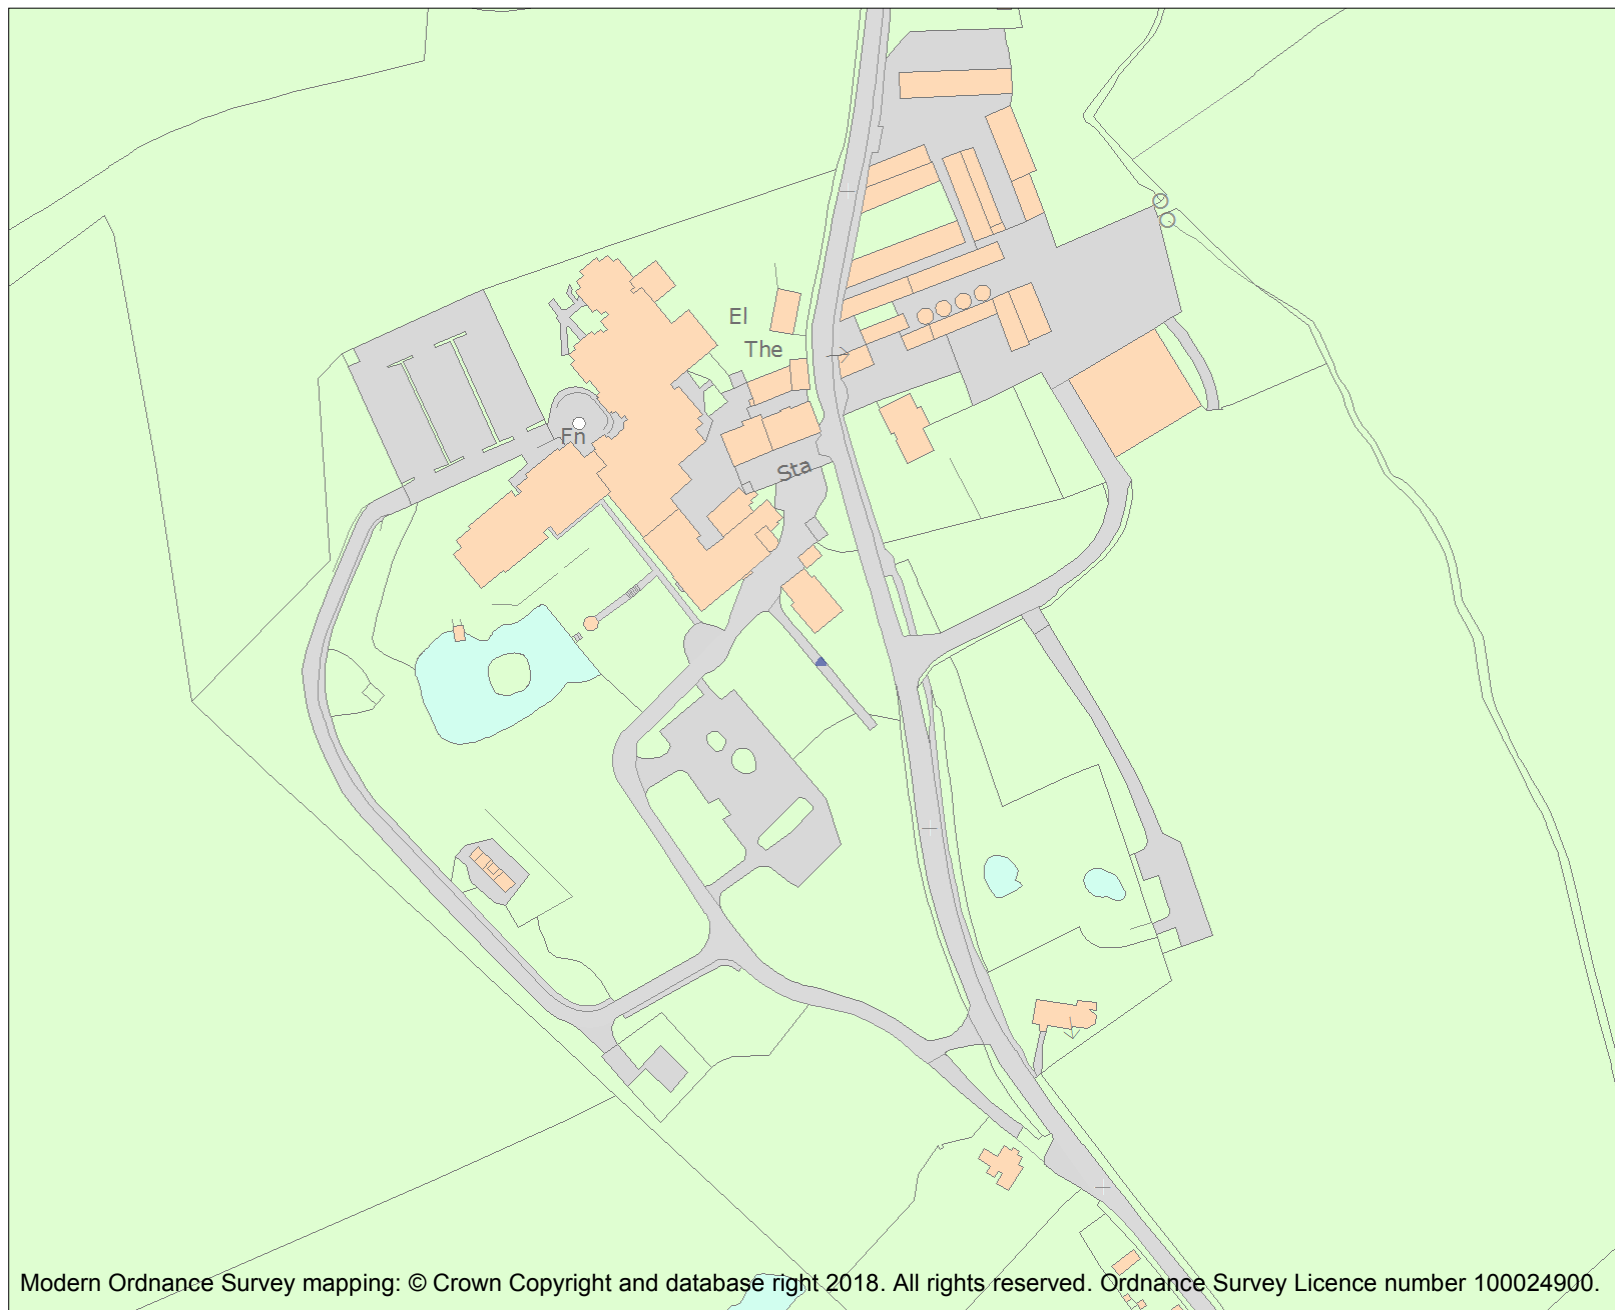 El
The
Fn
Sta
Modern Ordnance Survey mapping: © Crown Copyright and database right 2018. All rights reserved. Ordnance Survey Licence number 100024900.